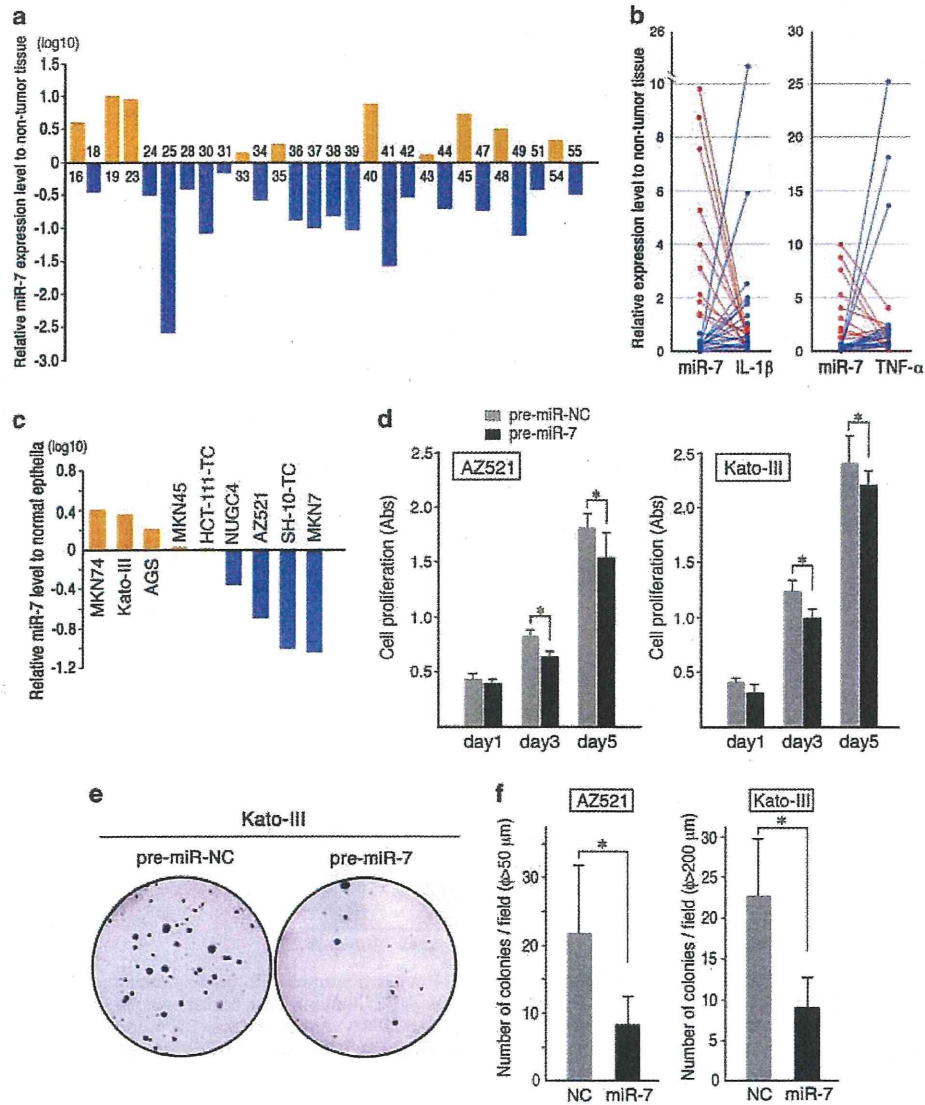 a
(log10)
Relative miR-7 expression level to non-tumor tissue
1.5
1.0
0.5
0
-0.5
-1.0
-1.5
-2.0
-2.5
-3.0
18 24 25 28 30 31 34 36 37 38 39 41 42 44 47 49 51 55
16 19 23 33 35 40 43 45 48 54
b
Relative expression level to non-tumor tissue
26
10
8
6
4
2
0
miR-7 IL-1β
30
25
20
15
10
5
0
miR-7 TNF-α
c
(log10)
Relative miR-7 level to normal epithelia
0.8
0.4
0
-0.4
-0.8
-1.2
MKN74
Kato-III
AGS
MKN45
HCT-111-TC
NUGC4
AZ521
SH-10-TC
MKN7
d
pre-miR-NC
pre-miR-7
AZ521
Cell proliferation (Abs)
2.5
2.0
1.5
1.0
0.5
* *
day1 day3 day5
Kato-III
Cell proliferation (Abs)
2.5
2.0
1.5
1.0
0.5
* *
day1 day3 day5
e
Kato-III
pre-miR-NC pre-miR-7
f
AZ521
Number of colonies / field (φ>50 μm)
30
20
10
0
*
NC miR-7
Kato-III
Number of colonies / field (φ>200 μm)
30
25
20
15
10
5
0
*
NC miR-7